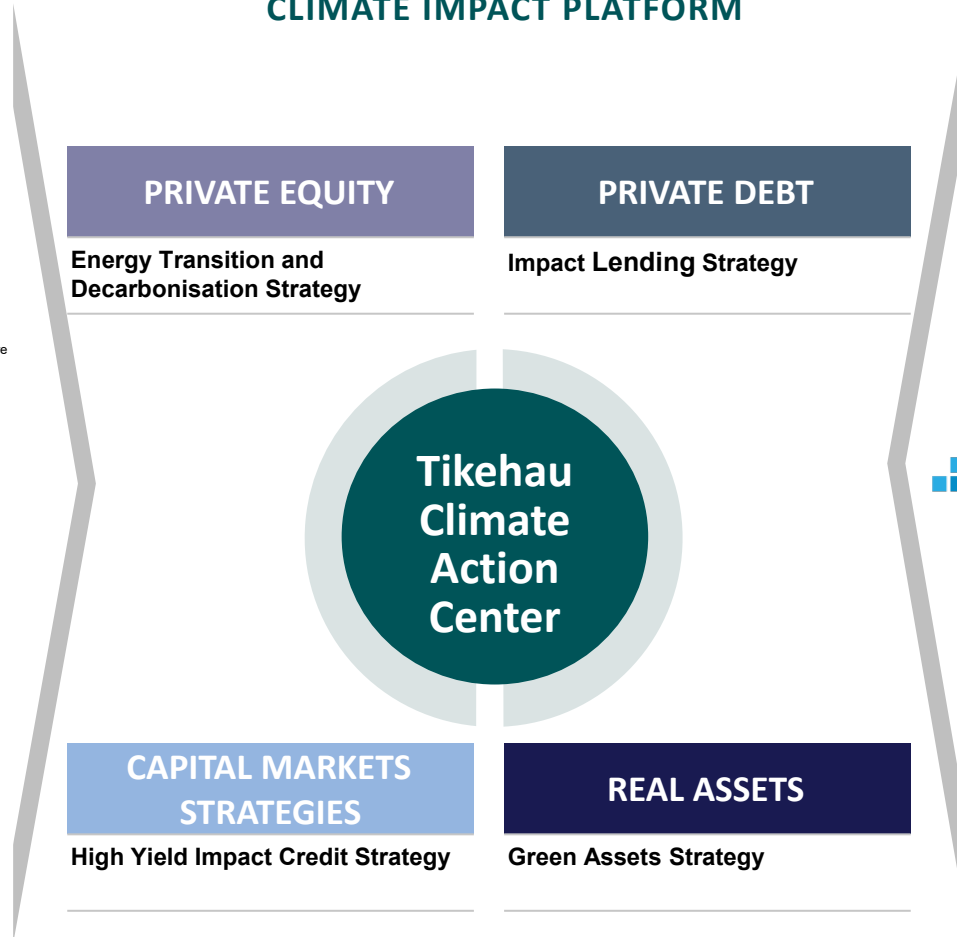 CLIMATE IMPACT PLATFORM
PRIVATE EQUITY
Energy Transition and
Decarbonisation Strategy
PRIVATE DEBT
Impact Lending Strategy
Tikehau
Climate
Action
Center
CAPITAL MARKETS
STRATEGIES
High Yield Impact Credit Strategy
REAL ASSETS
Green Assets Strategy